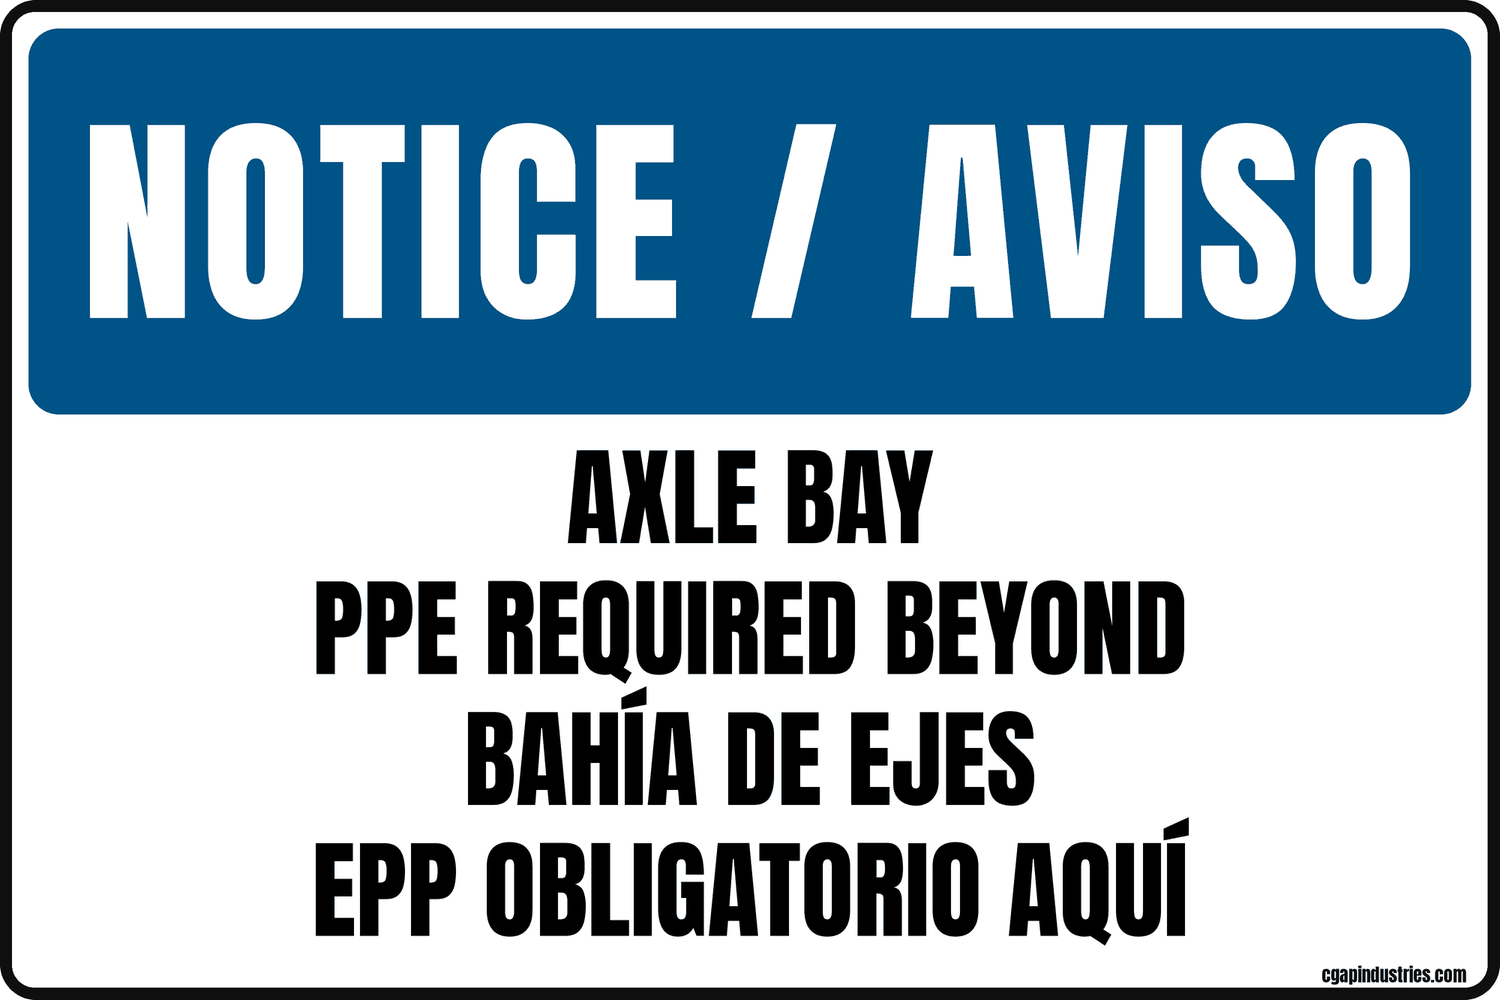 NOTICE / AVISO
AXLE BAY
PPE REQUIRED BEYOND
BAHÍA DE EJES
EPP OBLIGATORIO AQUÍ
cgapindustries.com